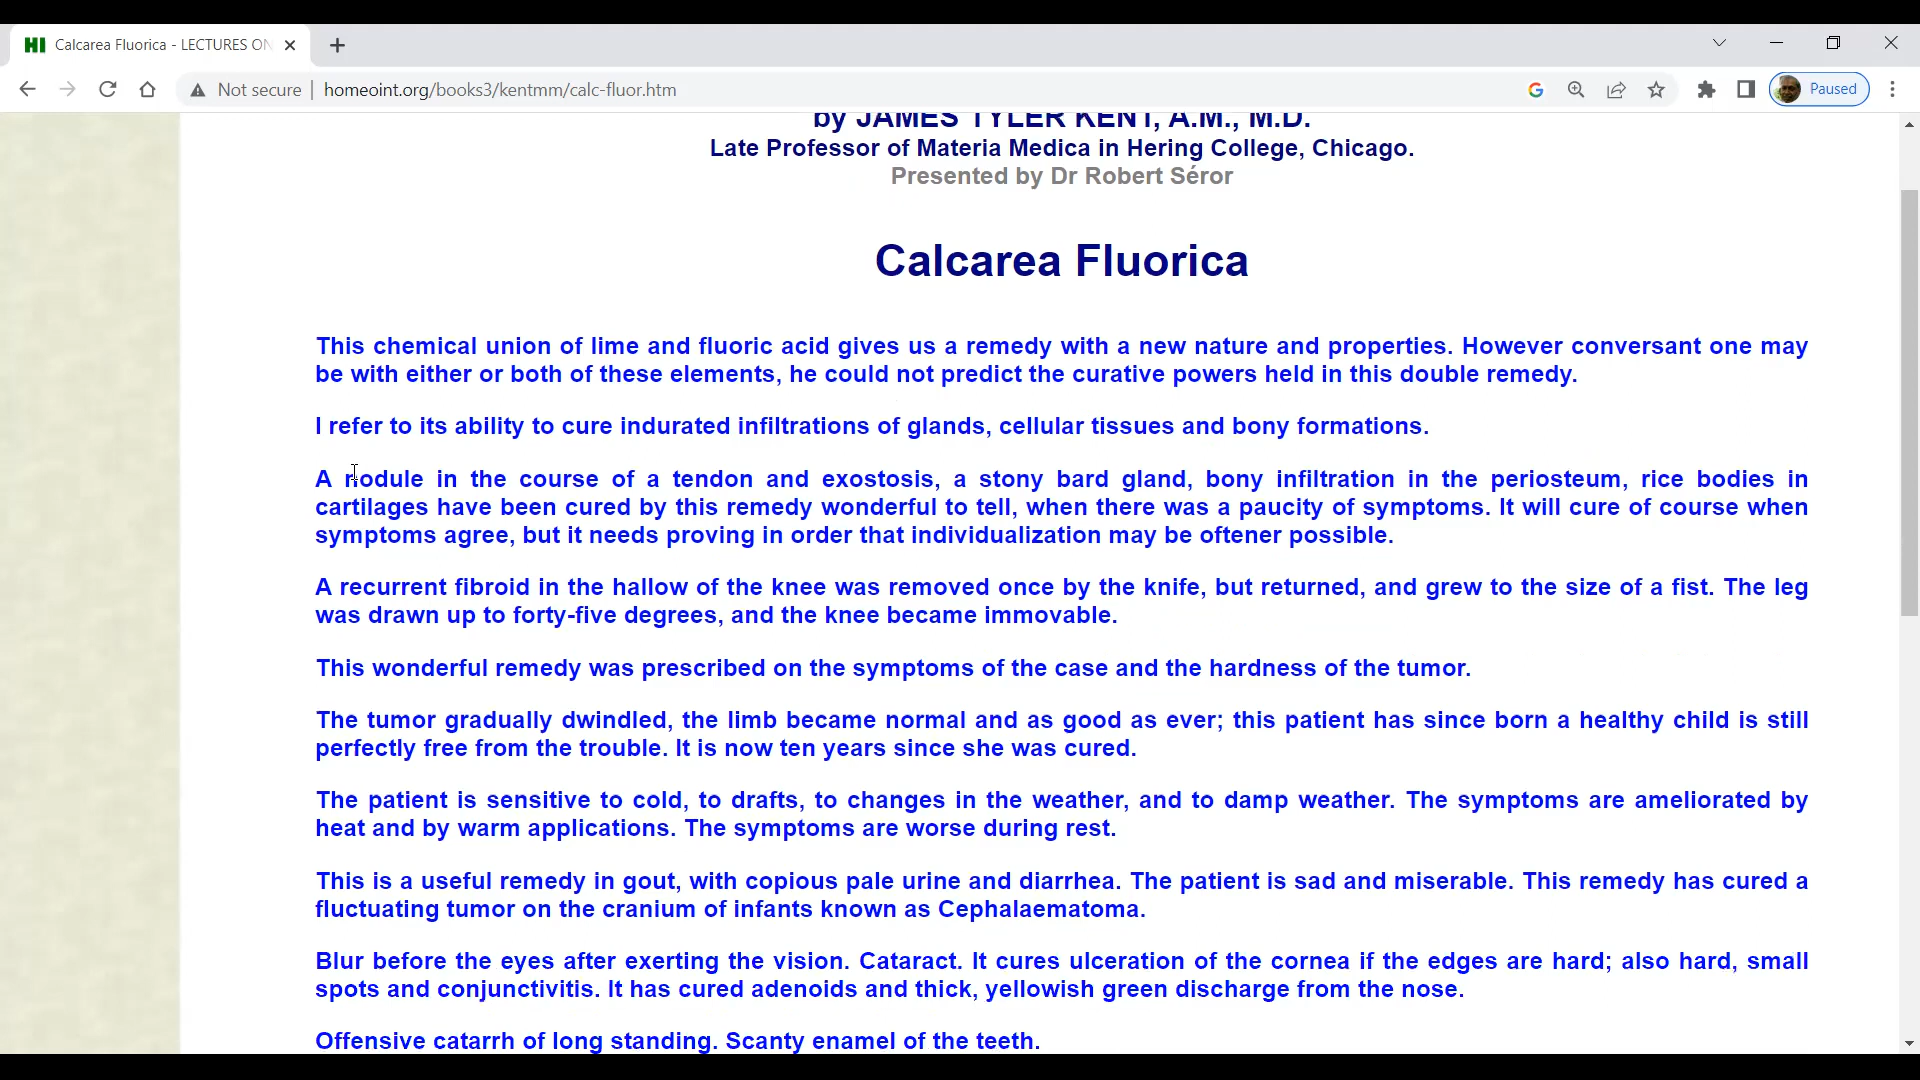 Calcarea Fluorica - LECTURES ON
Not secure
homeoint.org/books3/kentmm/calc-fluor.htm
Paused
by JAMES TYLER KENT, A.M., M.D.
Late Professor of Materia Medica in Hering College, Chicago.
Presented by Dr Robert Séror
Calcarea Fluorica
This chemical union of lime and fluoric acid gives us a remedy with a new nature and properties. However conversant one may
be with either or both of these elements, he could not predict the curative powers held in this double remedy.
I refer to its ability to cure indurated infiltrations of glands, cellular tissues and bony formations.
A nodule in the course of a tendon and exostosis, a stony bard gland, bony infiltration in the periosteum, rice bodies in
cartilages have been cured by this remedy wonderful to tell, when there was a paucity of symptoms. It will cure of course when
symptoms agree, but it needs proving in order that individualization may be oftener possible.
A recurrent fibroid in the hallow of the knee was removed once by the knife, but returned, and grew to the size of a fist. The leg
was drawn up to forty-five degrees, and the knee became immovable.
This wonderful remedy was prescribed on the symptoms of the case and the hardness of the tumor.
The tumor gradually dwindled, the limb became normal and as good as ever; this patient has since born a healthy child is still
perfectly free from the trouble. It is now ten years since she was cured.
The patient is sensitive to cold, to drafts, to changes in the weather, and to damp weather. The symptoms are ameliorated by
heat and by warm applications. The symptoms are worse during rest.
This is a useful remedy in gout, with copious pale urine and diarrhea. The patient is sad and miserable. This remedy has cured a
fluctuating tumor on the cranium of infants known as Cephalaematoma.
Blur before the eyes after exerting the vision. Cataract. It cures ulceration of the cornea if the edges are hard; also hard, small
spots and conjunctivitis. It has cured adenoids and thick, yellowish green discharge from the nose.
Offensive catarrh of long standing. Scanty enamel of the teeth.